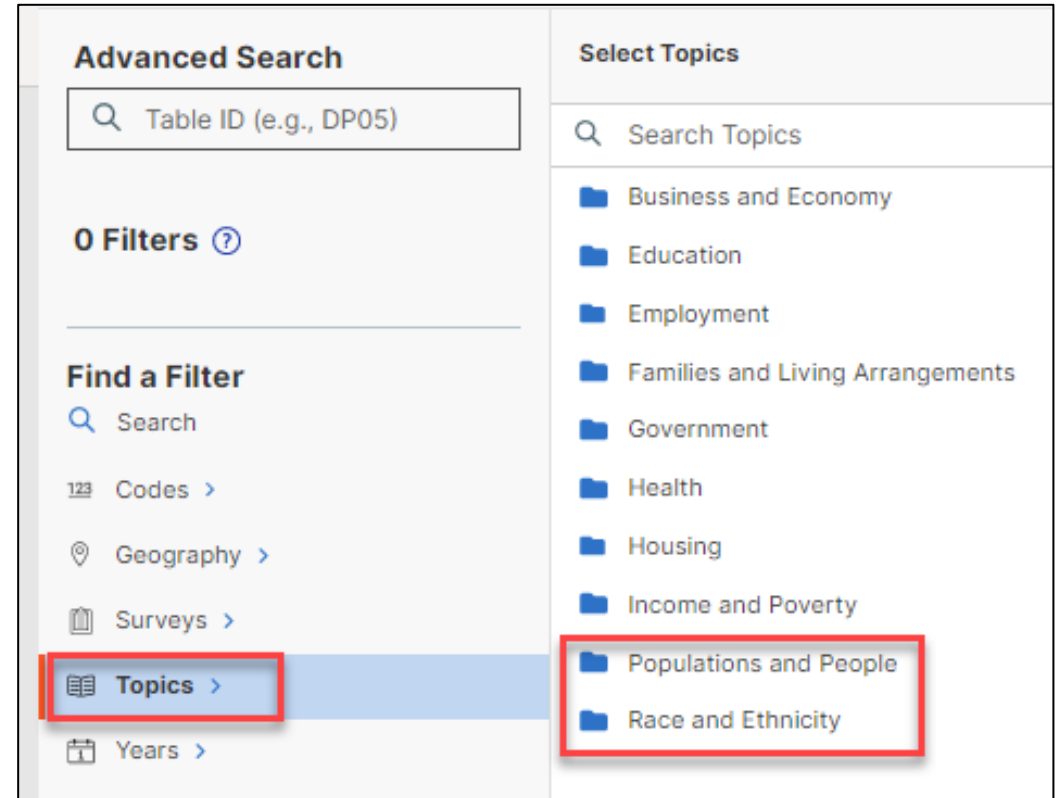 Advanced Search
Table ID (e.g., DP05)
0 Filters ?
Find a Filter
Search
123 Codes >
Geography >
Surveys >
Topics >
1 Years >
Select Topics
Search Topics
Business and Economy
Education
Employment
Families and Living Arrangements
Government
Health
Housing
Income and Poverty
Populations and People
Race and Ethnicity